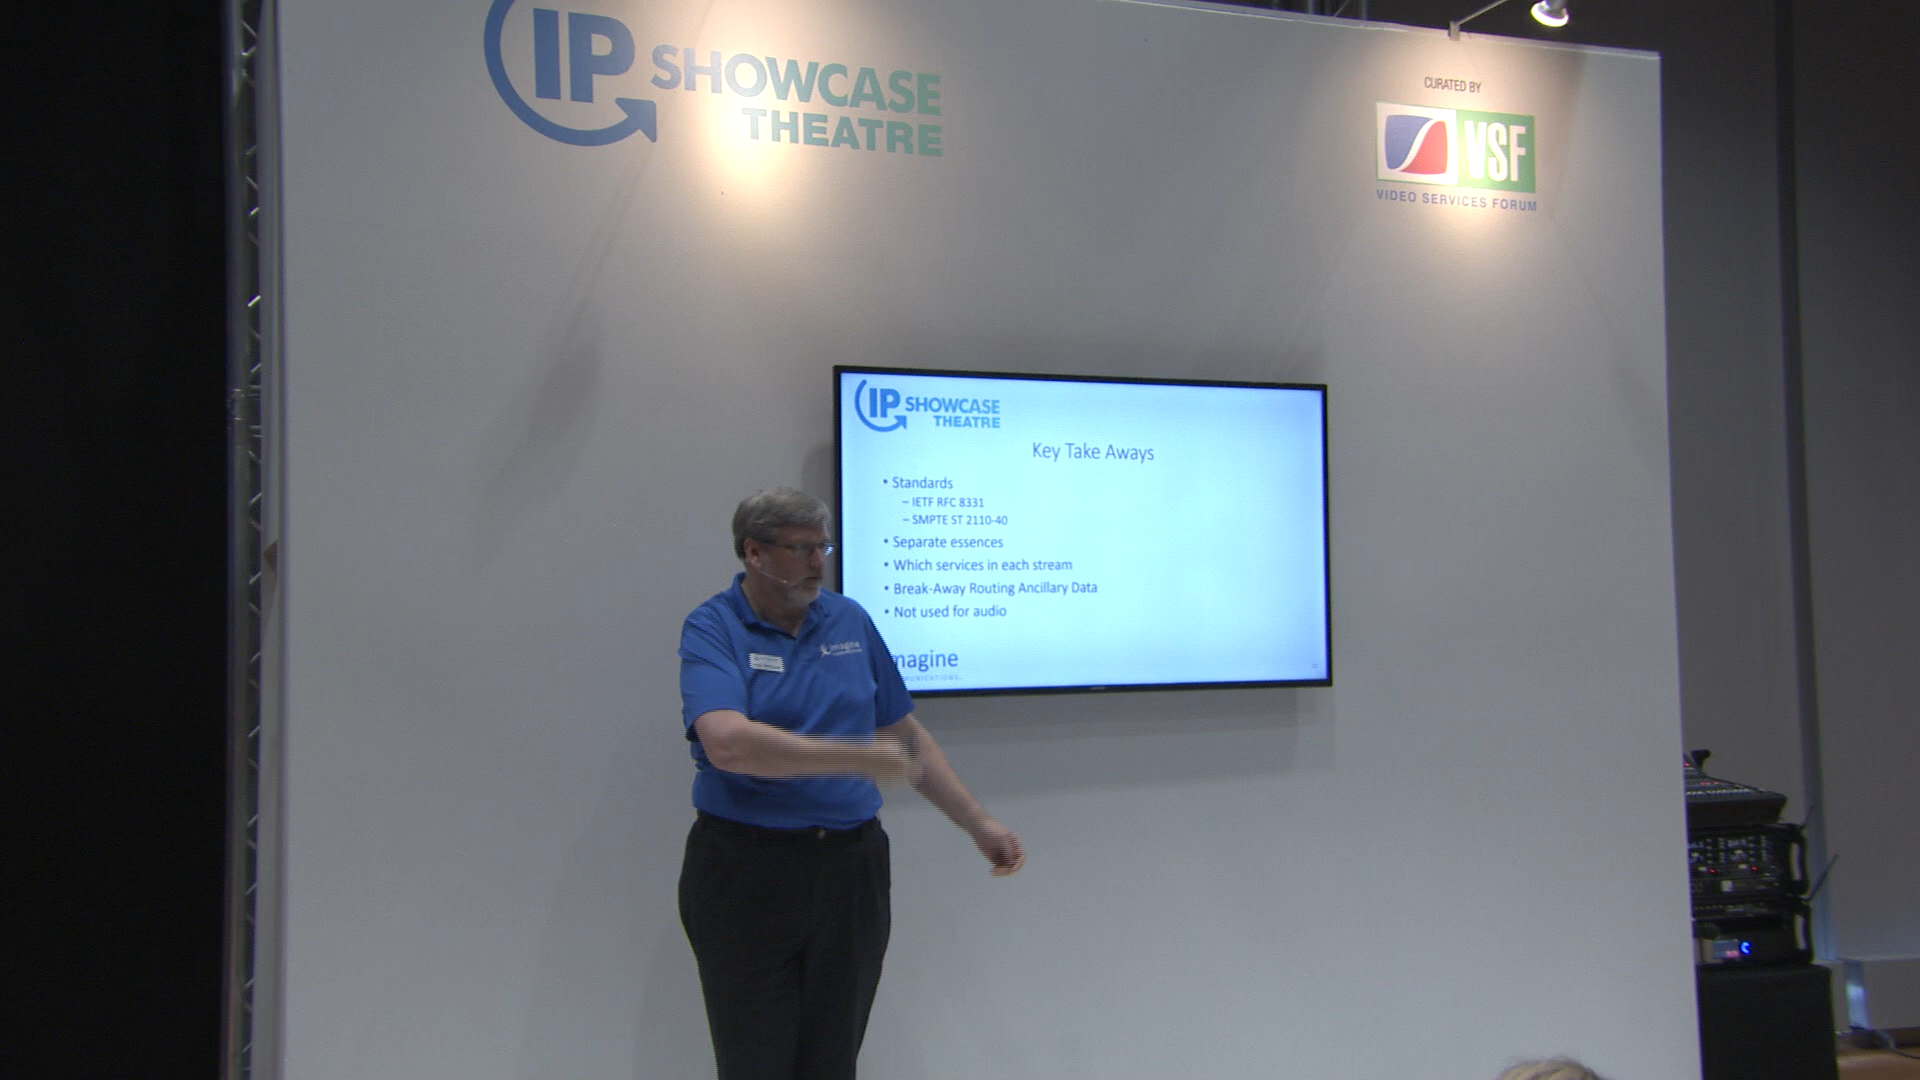 IP SHOWCASE
THEATRE
CURATED BY
VSF
VIDEO SERVICES FORUM
IP SHOWCASE
THEATRE
Key Take Aways
• Standards
– IETF RFC 8331
– SMPTE ST 2110-40
• Separate essences
• Which services in each stream
• Break-Away Routing Ancillary Data
• Not used for audio
magine
imagine